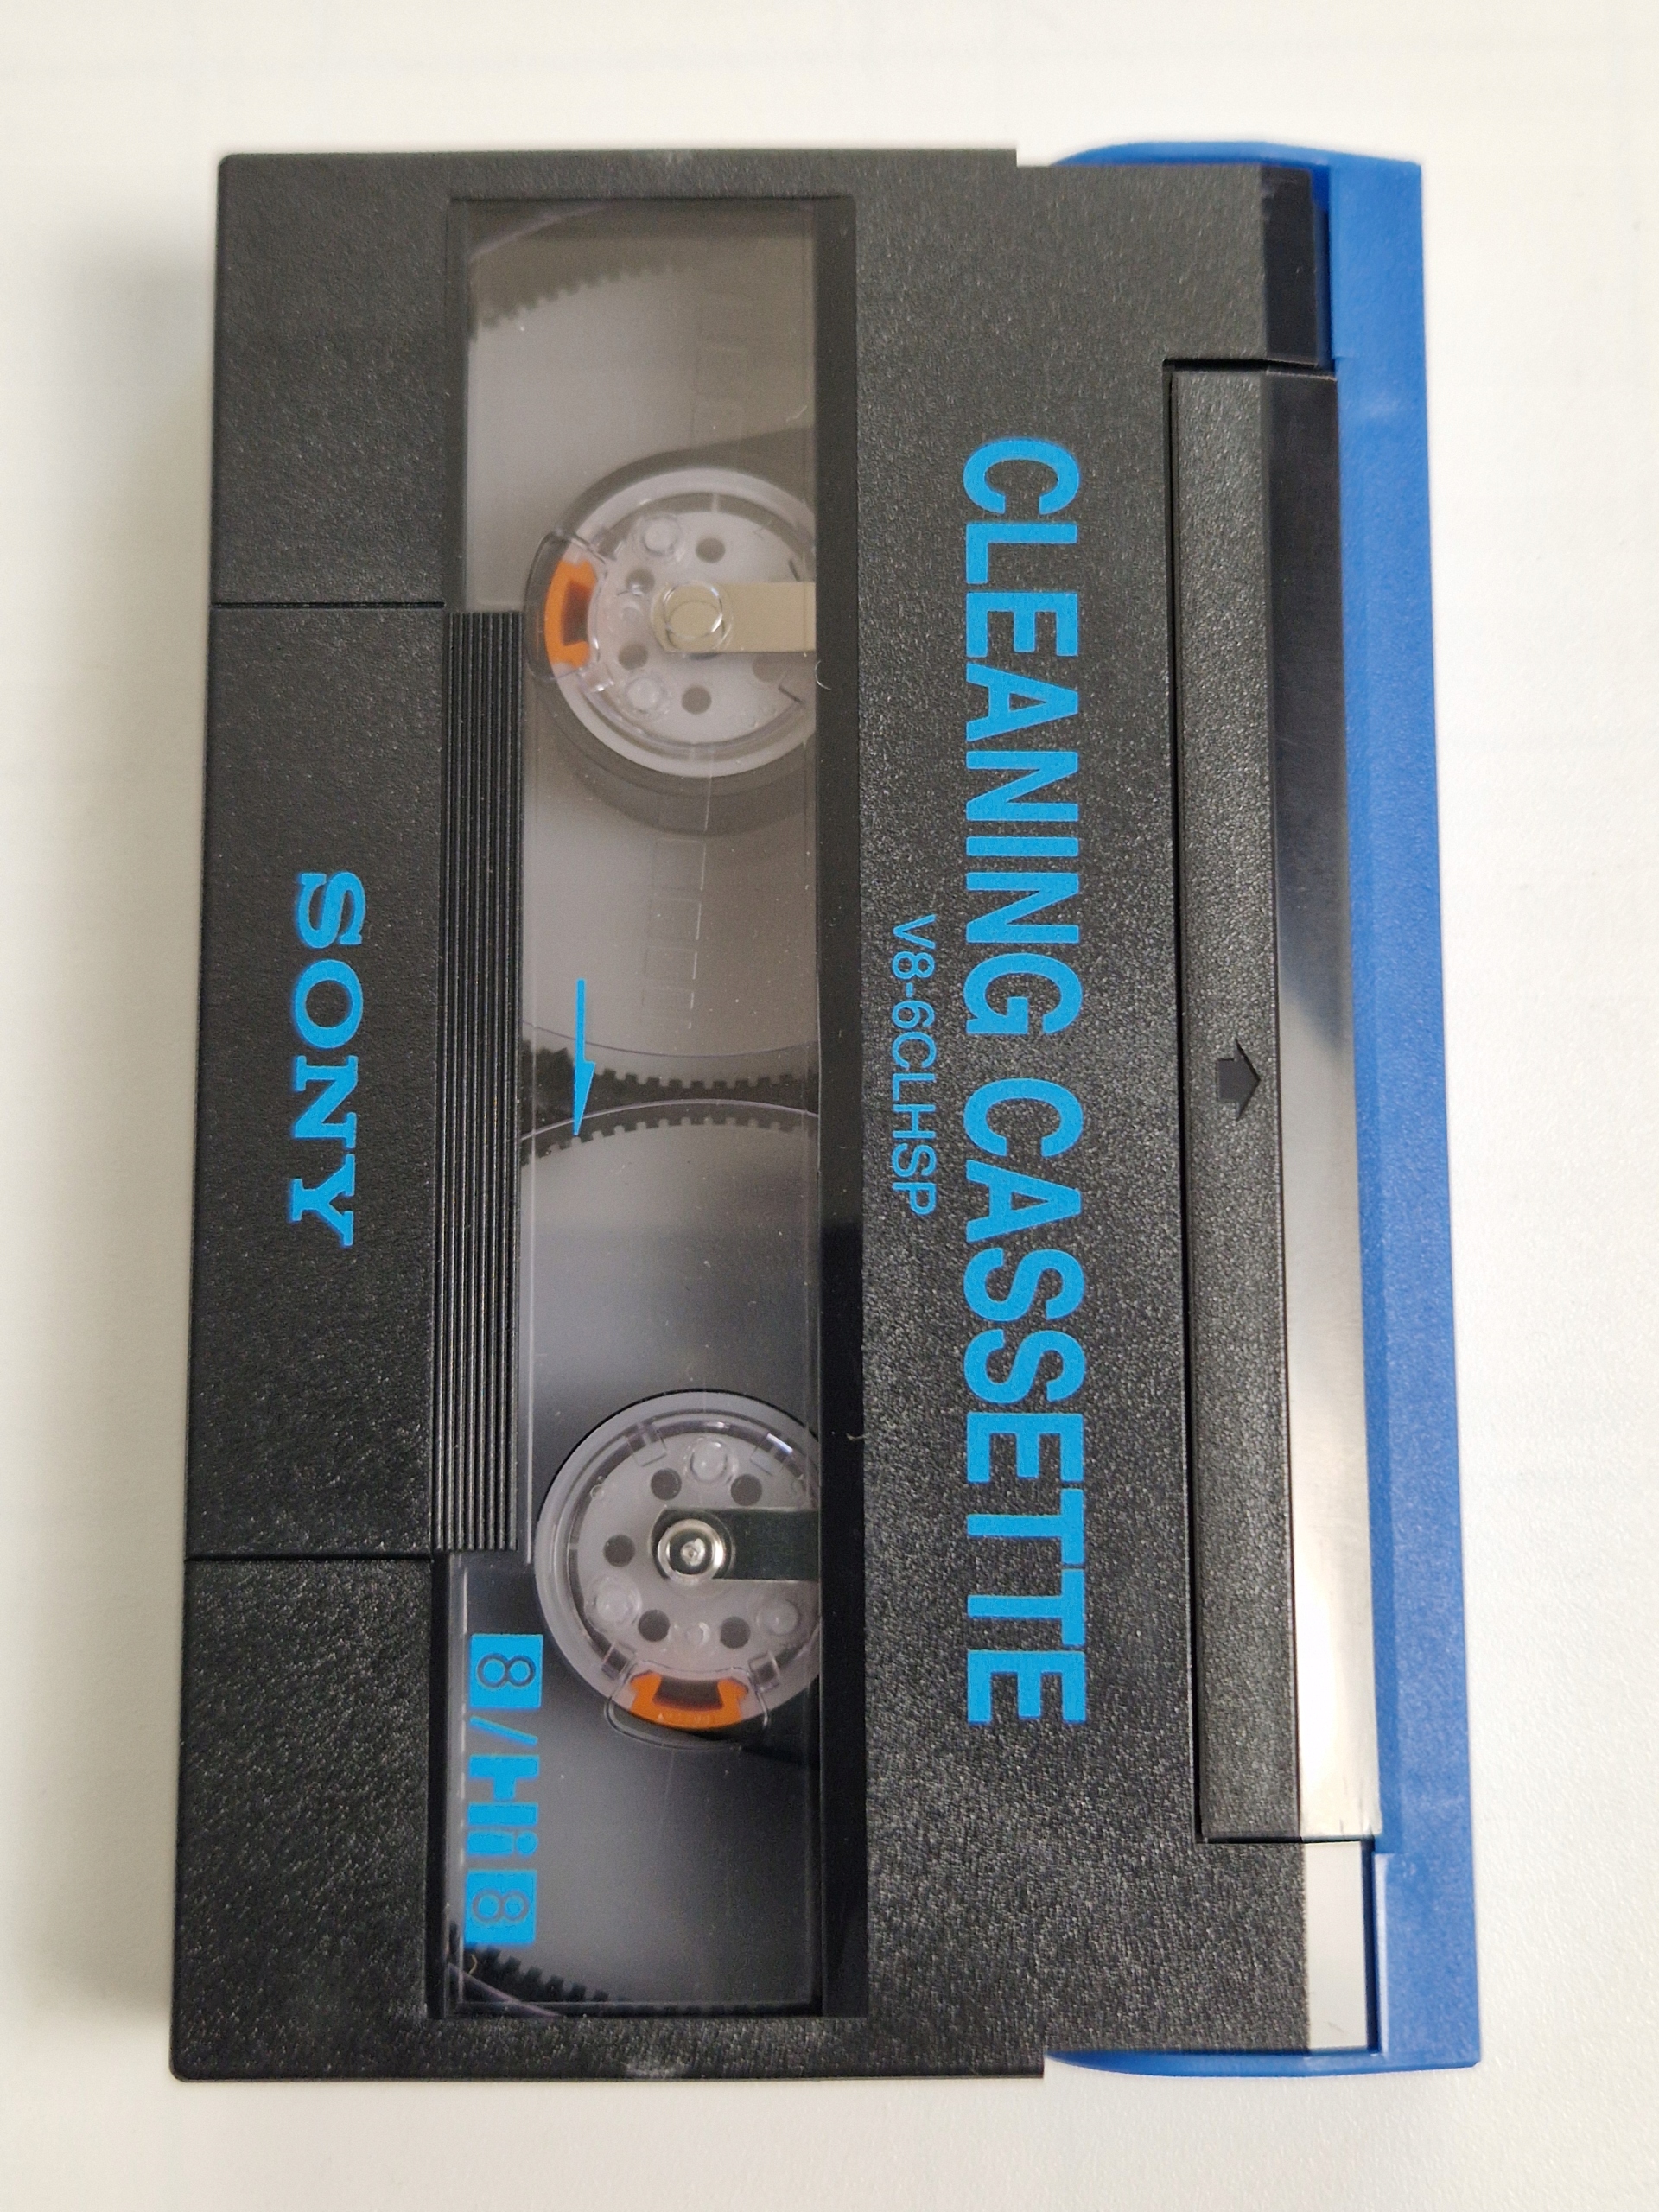 CLEANING CASSETTE
V8-6CLHSP
8/Hi8
SONY